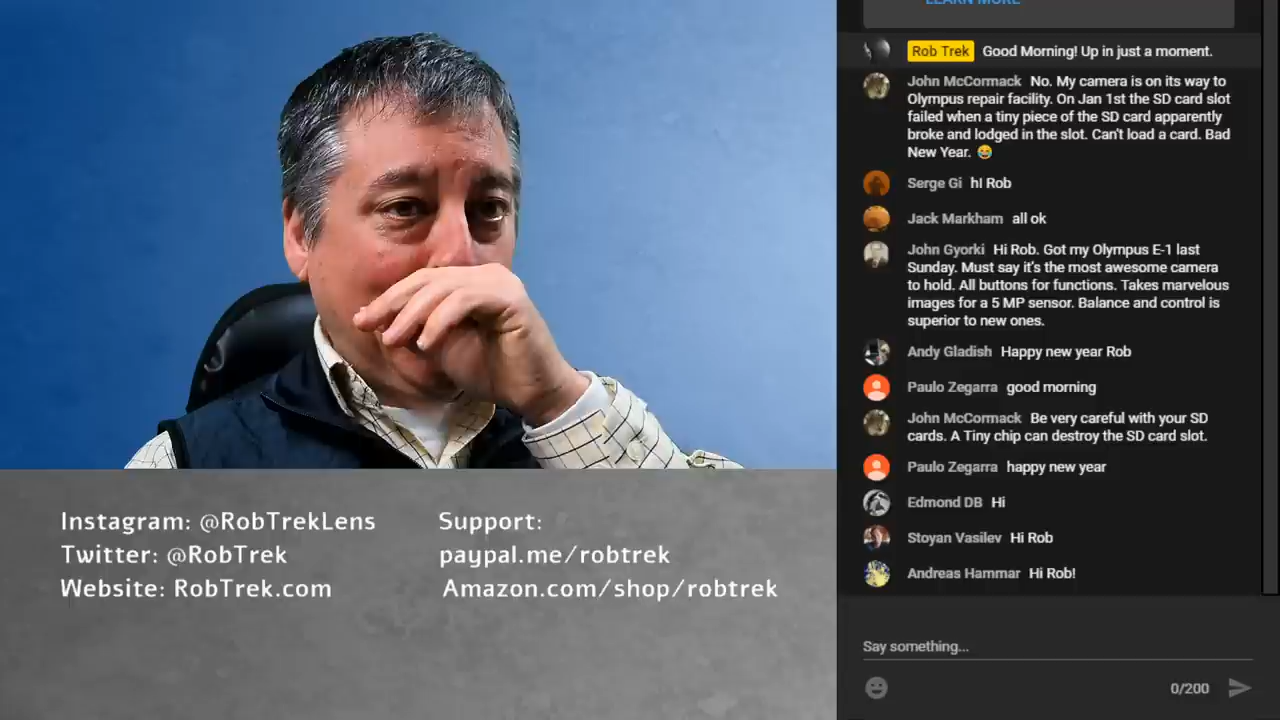 LEARN MORE
Rob Trek Good Morning! Up in just a moment.
John McCormack No. My camera is on its way to
Olympus repair facility. On Jan 1st the SD card slot
failed when a tiny piece of the SD card apparently
broke and lodged in the slot. Can't load a card. Bad
New Year. 😂
Serge Gi hI Rob
Jack Markham all ok
John Gyorki Hi Rob. Got my Olympus E-1 last
Sunday. Must say it's the most awesome camera
to hold. All buttons for functions. Takes marvelous
images for a 5 MP sensor. Balance and control is
superior to new ones.
Andy Gladish Happy new year Rob
Paulo Zegarra good morning
John McCormack Be very careful with your SD
cards. A Tiny chip can destroy the SD card slot.
Paulo Zegarra happy new year
Edmond DB Hi
Stoyan Vasilev Hi Rob
Andreas Hammar Hi Rob!
Say something...
0/200
Instagram: @RobTrekLens
Twitter: @RobTrek
Website: RobTrek.com
Support:
paypal.me/robtrek
Amazon.com/shop/robtrek